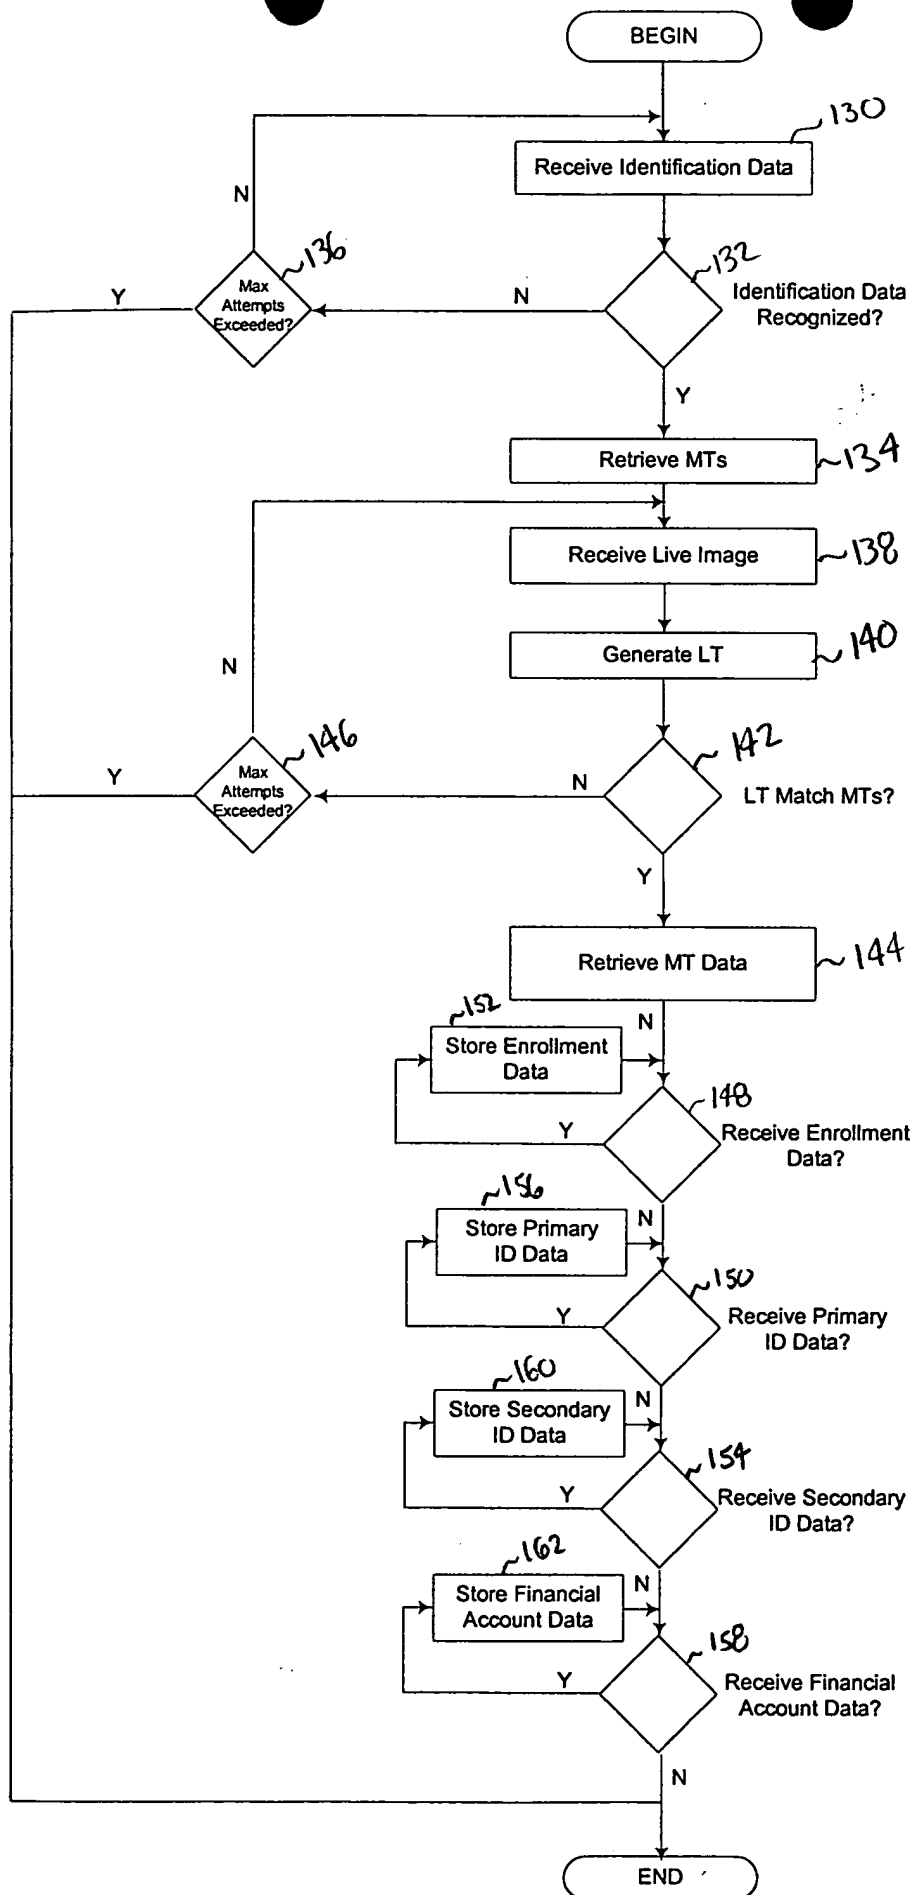 BEGIN
130
Receive Identification Data
N
136
132
Max
Attempts
Exceeded?
Y
N
Identification Data
Recognized?
Y
Retrieve MTs
134
Receive Live Image
138
Generate LT
140
N
146
142
Max
Attempts
Exceeded?
Y
N
LT Match MTs?
Y
Retrieve MT Data
144
152
N
Store Enrollment
Data
148
Y
Receive Enrollment
Data?
156
N
Store Primary
ID Data
150
Y
Receive Primary
ID Data?
160
N
Store Secondary
ID Data
154
Y
Receive Secondary
ID Data?
162
N
Store Financial
Account Data
158
Y
Receive Financial
Account Data?
N
END